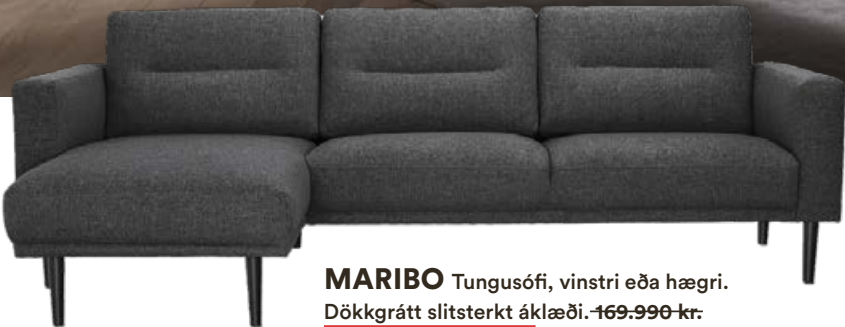 MARIBO Tungusófi, vinstri eða hægri.
Dökkgrátt slitsterkt áklæði. 169.990 kr.